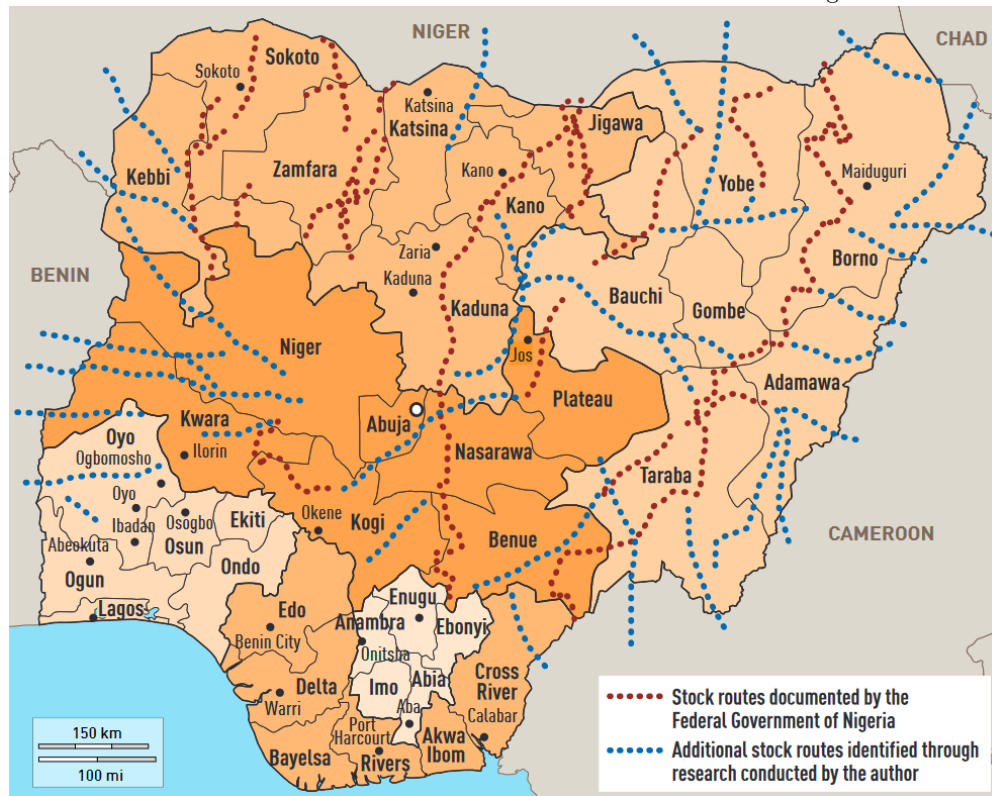 NIGER
CHAD
Sokoto
Sokoto
Katsina
Katsina
Jigawa
Kebbi
Zamfara
Kano
Kano
Yobe
Maiduguri
Zaria
Kaduna
Kaduna
Borno
BENIN
Bauchi
Gombe
Niger
Jos
Adamawa
Plateau
Abuja
Kwara
Nasarawa
Oyo
Ogbomosho
Ilorin
Taraba
Oyo
Okene
Kogi
Ibadan
Osogbo
Ekiti
Benue
CAMEROON
Abeokuta
Osun
Ondo
Ogun
Enugu
Lagos
Edo
Anambra
Ebonyi
Benin City
Onitsha
Cross
River
Imo
Abia
Delta
Warri
Aba
Port
Harcourt
Calabar
Akwa
Ibom
Bayelsa
Rivers
150 km
100 mi
Stock routes documented by the
Federal Government of Nigeria
Additional stock routes identified through
research conducted by the author